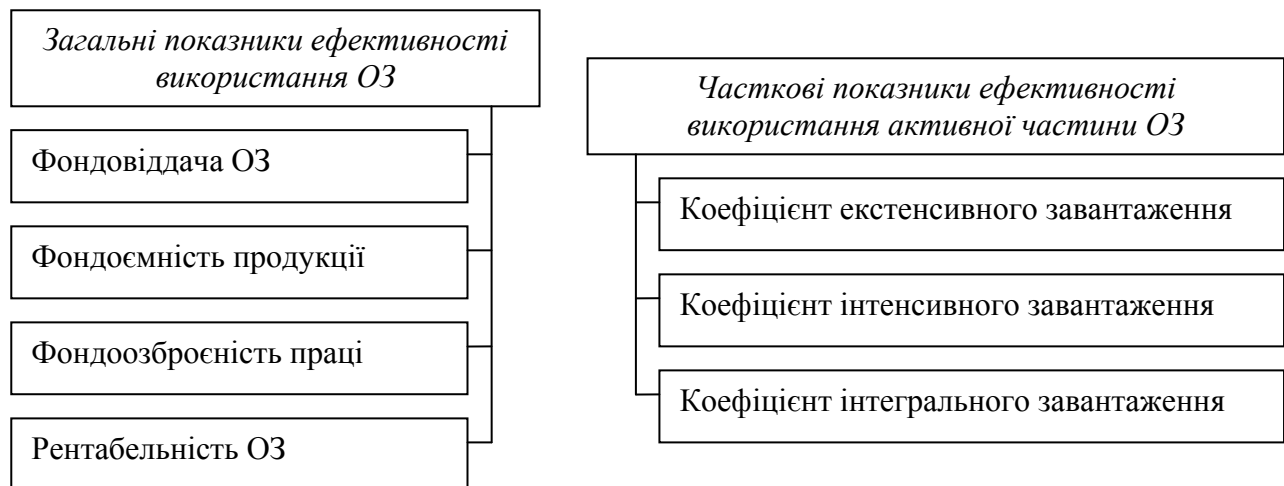 Загальні показники ефективності
використання ОЗ
Фондовіддача ОЗ
Фондоємність продукції
Фондоозброєність праці
Рентабельність ОЗ
Часткові показники ефективності
використання активної частини ОЗ
Коефіцієнт екстенсивного завантаження
Коефіцієнт інтенсивного завантаження
Коефіцієнт інтегрального завантаження